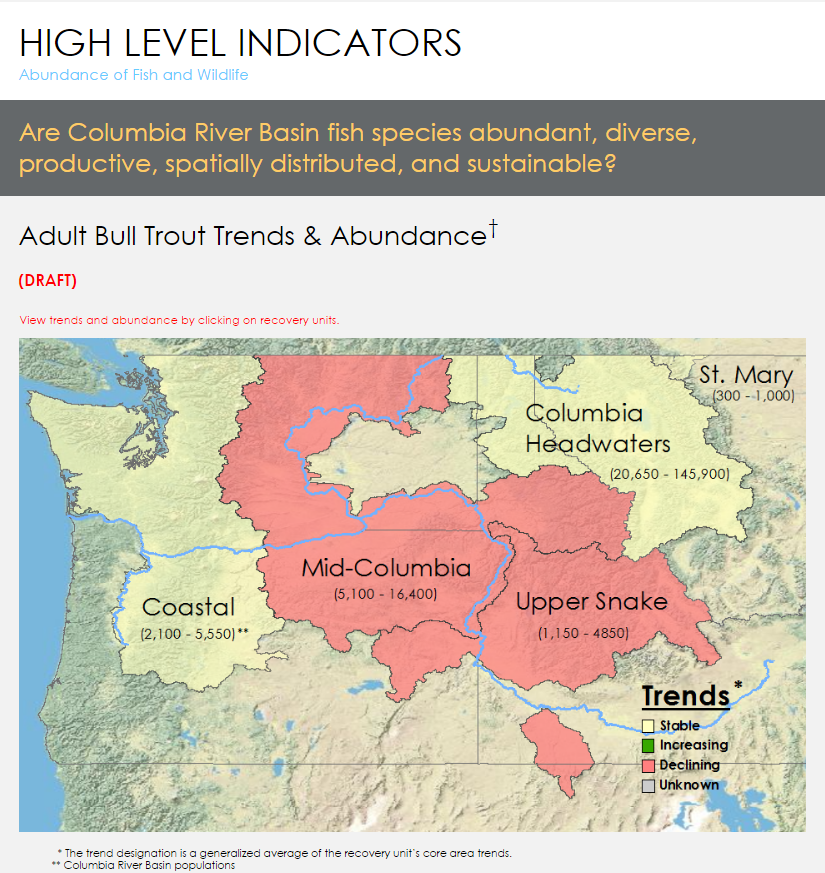 HIGH LEVEL INDICATORS
Abundance of Fish and Wildlife
Are Columbia River Basin fish species abundant, diverse,
productive, spatially distributed, and sustainable?
Adult Bull Trout Trends & Abundance†
(DRAFT)
View trends and abundance by clicking on recovery units.
St. Mary
(300 - 1,000)
Columbia
Headwaters
(20,650 - 145,900)
Mid-Columbia
(5,100 - 16,400)
Coastal
(2,100 - 5,550)**
Upper Snake
(1,150 - 4850)
Trends*
Stable
Increasing
Declining
Unknown
* The trend designation is a generalized average of the recovery unit's core area trends.
** Columbia River Basin populations